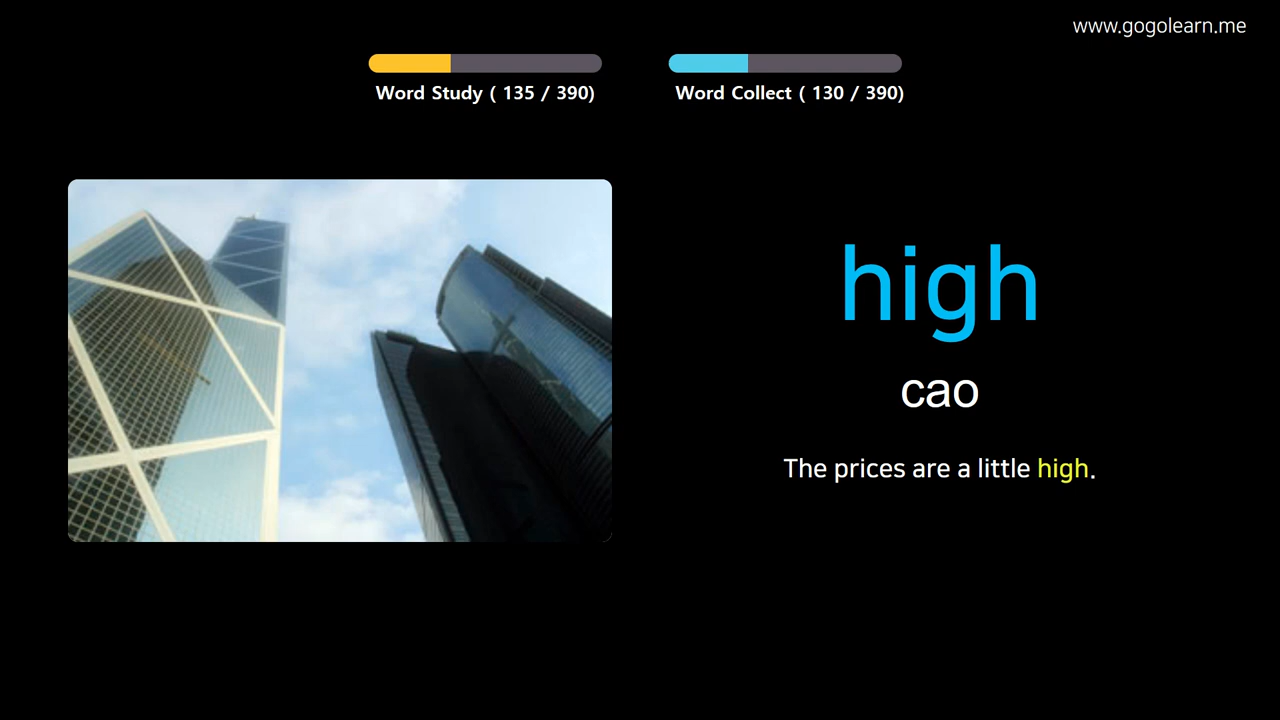 www.gogolearn.me
Word Study ( 135 / 390)
Word Collect ( 130 / 390)
high
cao
The prices are a little high.